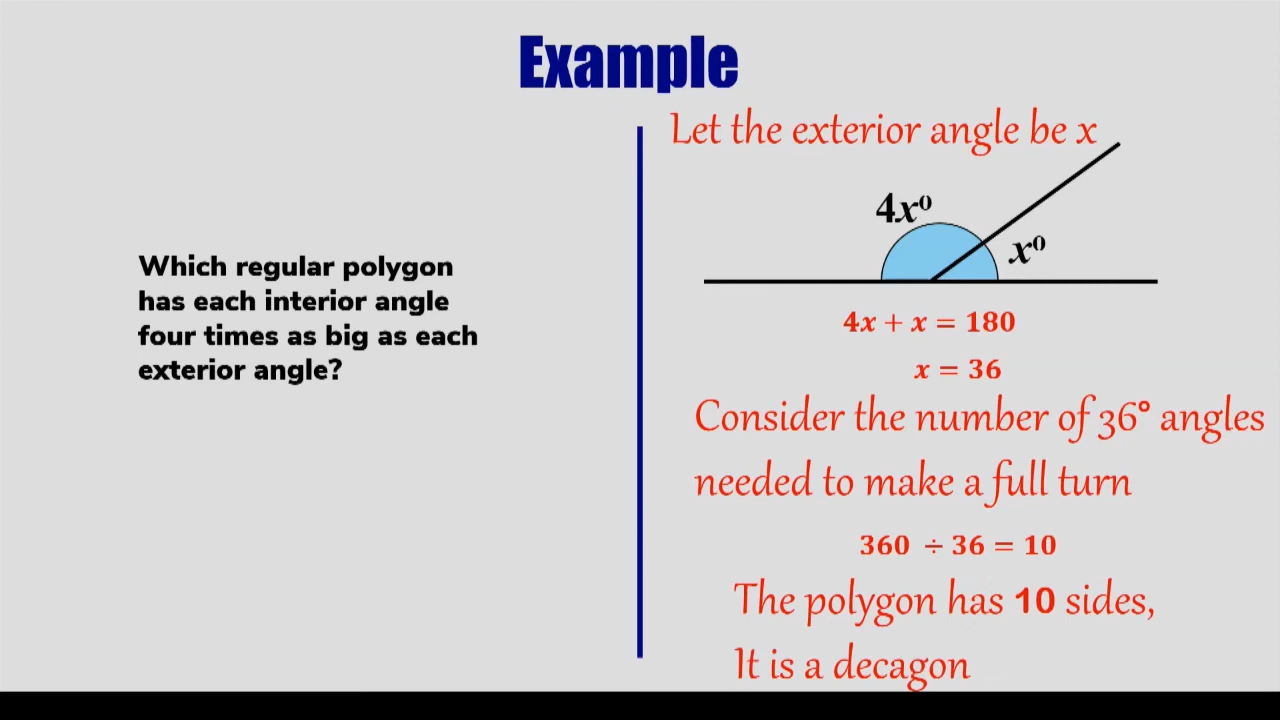 Example
Which regular polygon
has each interior angle
four times as big as each
exterior angle?
Let the exterior angle be x
4x⁰
x⁰
4x + x = 180
x = 36
Consider the number of 36° angles
needed to make a full turn
360 ÷ 36 = 10
The polygon has 10 sides,
It is a decagon